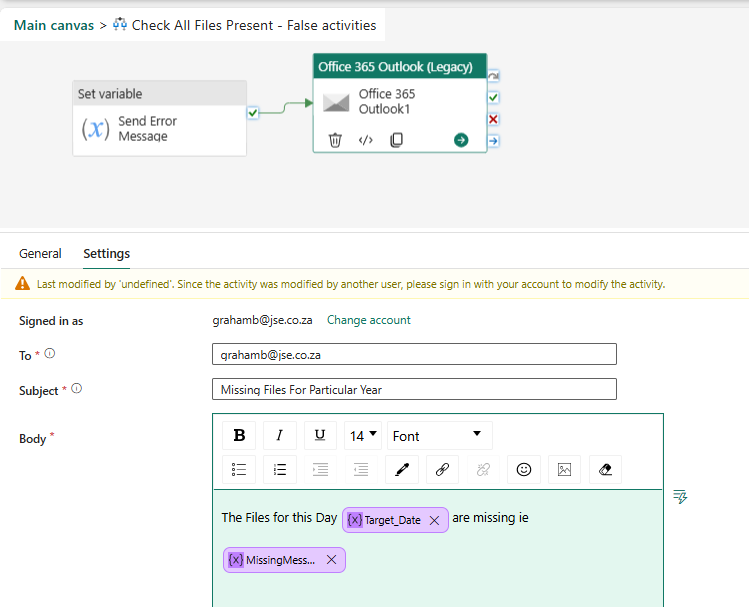 Main canvas > Check All Files Present - False activities
Office 365 Outlook (Legacy)
Set variable
Office 365
Outlook1
(x) Send Error
Message
</>
General Settings
Last modified by 'undefined'. Since the activity was modified by another user, please sign in with your account to modify the activity.
Signed in as grahamb@jse.co.za Change account
To * grahamb@jse.co.za
Subject * Missing Files For Particular Year
Body *
B I U 14 Font
The Files for this Day [x] Target_Date X are missing ie
[x] MissingMess... X